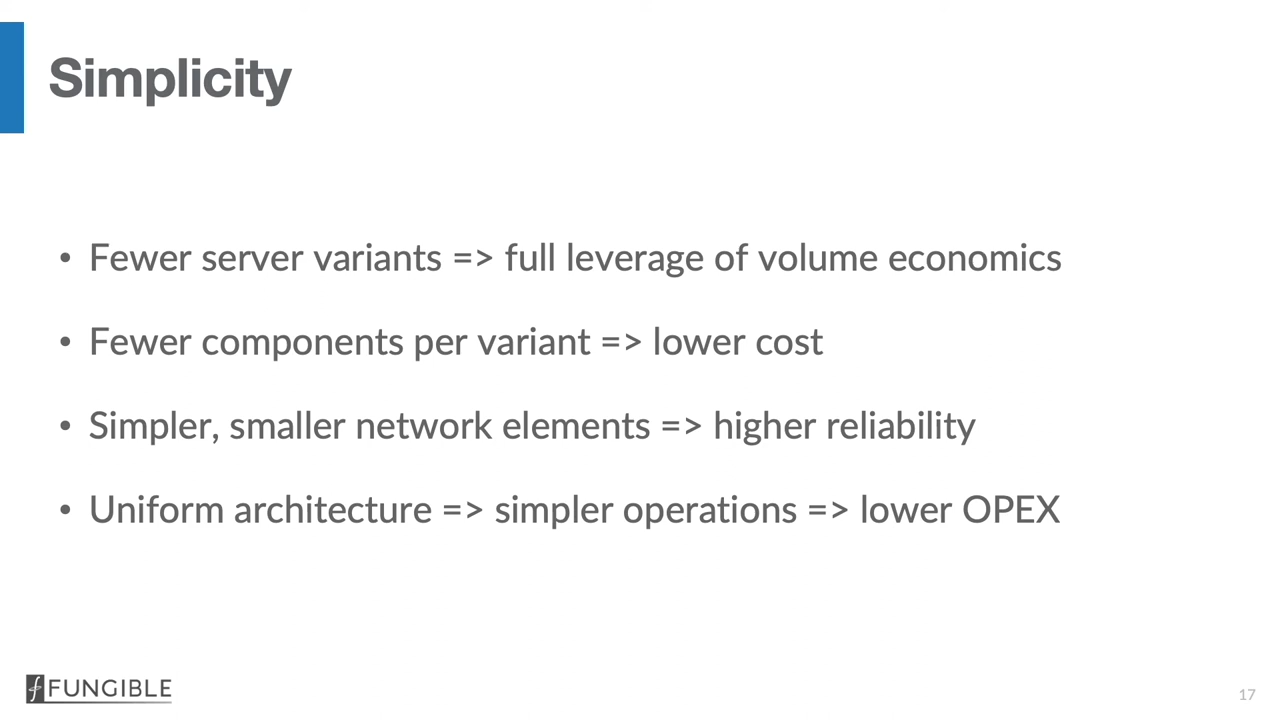 Simplicity
• Fewer server variants => full leverage of volume economics
• Fewer components per variant => lower cost
• Simpler, smaller network elements => higher reliability
• Uniform architecture => simpler operations => lower OPEX
FUNGIBLE
17